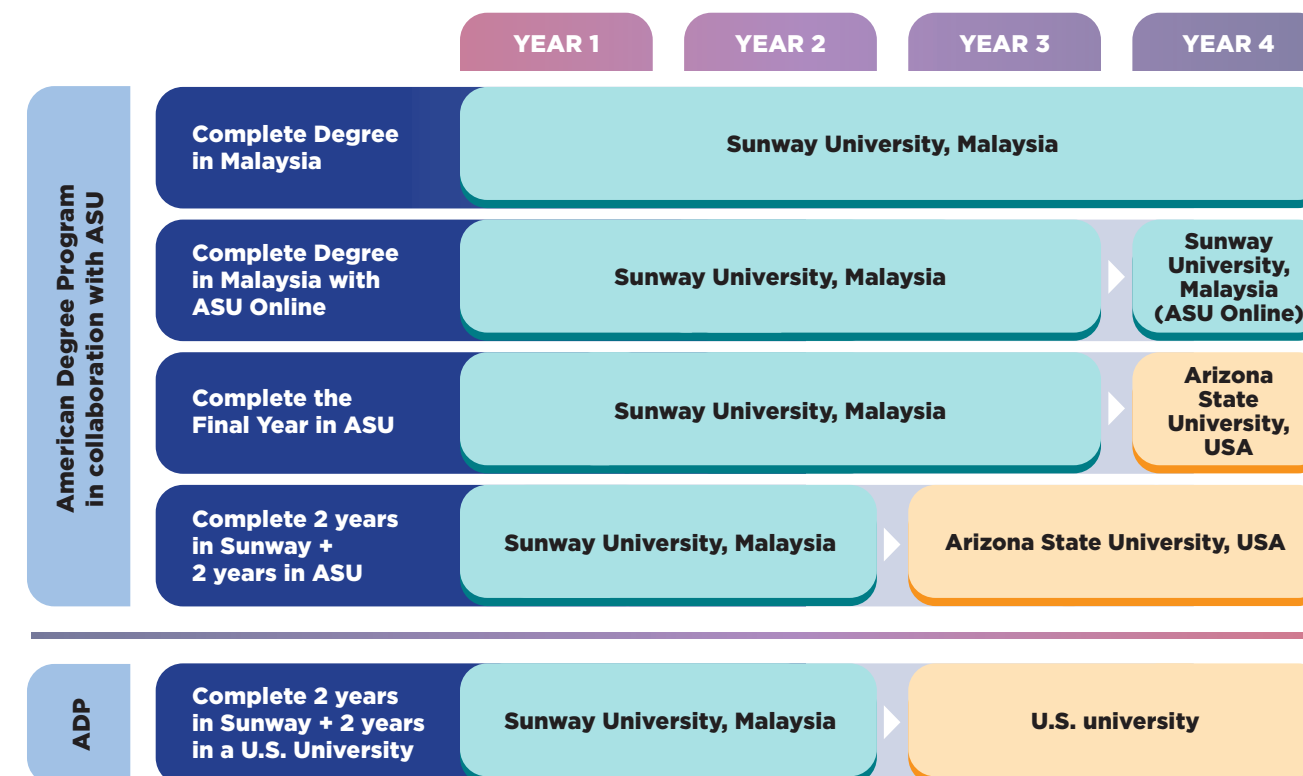 YEAR 1
YEAR 2
YEAR 3
YEAR 4
American Degree Program
in collaboration with ASU
Complete Degree
in Malaysia
Sunway University, Malaysia
Complete Degree
in Malaysia with
ASU Online
Sunway University, Malaysia
Sunway
University,
Malaysia
(ASU Online)
Complete the
Final Year in ASU
Sunway University, Malaysia
Arizona
State
University,
USA
Complete 2 years
in Sunway +
2 years in ASU
Sunway University, Malaysia
Arizona State University, USA
ADP
Complete 2 years
in Sunway + 2 years
in a U.S. University
Sunway University, Malaysia
U.S. university